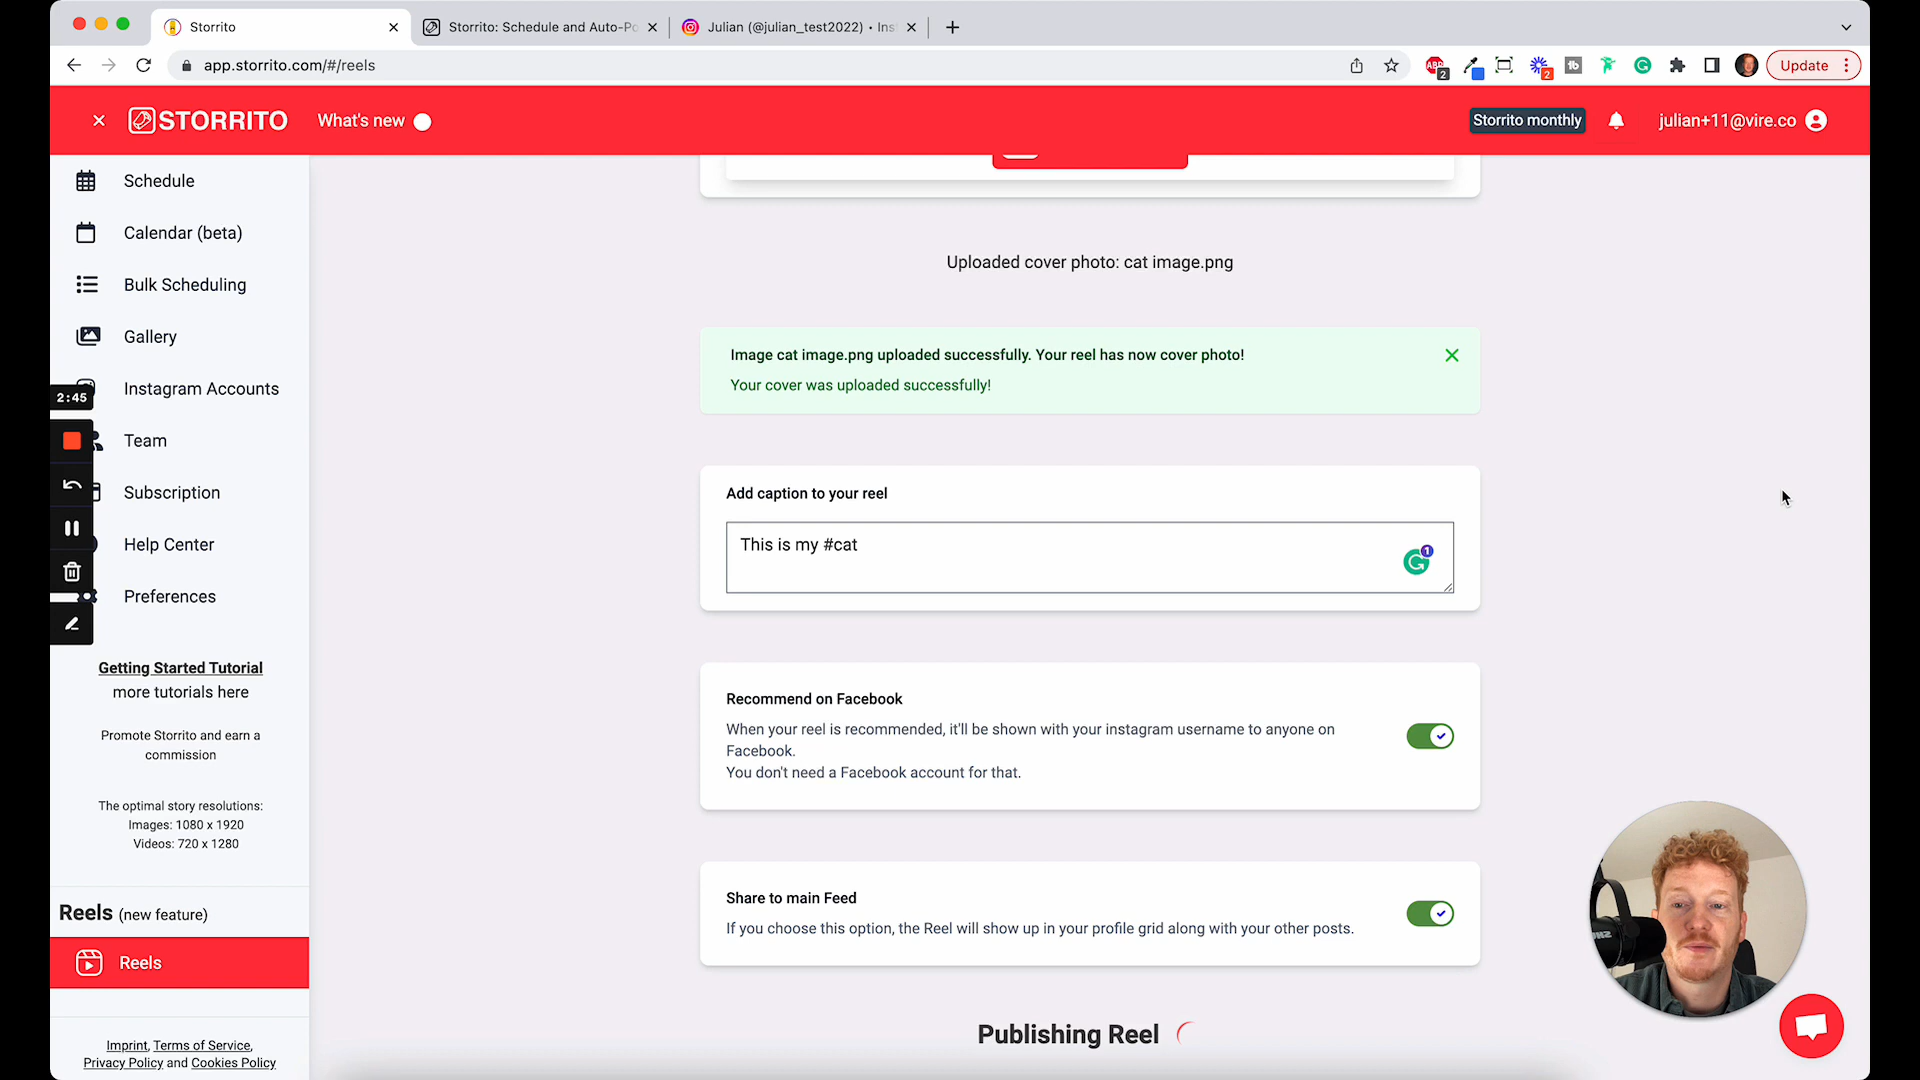 Storrito
Storrito: Schedule and Auto-Po
Julian (@julian_test2022) • Ins
app.storrito.com/#/reels
ABP
2
2
tb
Update
STORRITO
What's new
Storrito monthly
julian+11@vire.co
Schedule
Calendar (beta)
Bulk Scheduling
Gallery
Instagram Accounts
2:45
Team
Subscription
Help Center
Preferences
Getting Started Tutorial
more tutorials here
Promote Storrito and earn a
commission
The optimal story resolutions:
Images: 1080 x 1920
Videos: 720 x 1280
Reels (new feature)
Reels
Imprint, Terms of Service,
Privacy Policy and Cookies Policy
Uploaded cover photo: cat image.png
Image cat image.png uploaded successfully. Your reel has now cover photo!
Your cover was uploaded successfully!
Add caption to your reel
This is my #cat
1
Recommend on Facebook
When your reel is recommended, it'll be shown with your instagram username to anyone on
Facebook.
You don't need a Facebook account for that.
Share to main Feed
If you choose this option, the Reel will show up in your profile grid along with your other posts.
Publishing Reel